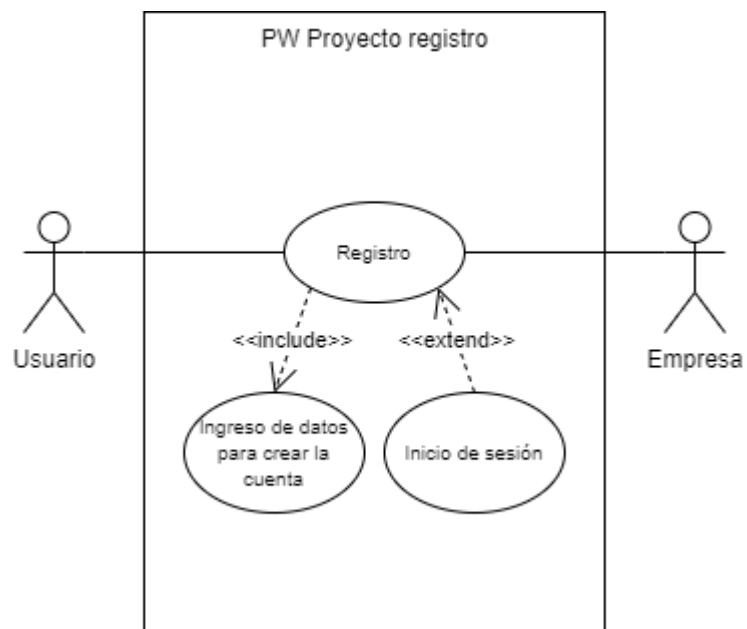 PW Proyecto registro
Registro
<<include>>
<<extend>>
Usuario
Empresa
Ingreso de datos
para crear la
cuenta
Inicio de sesión